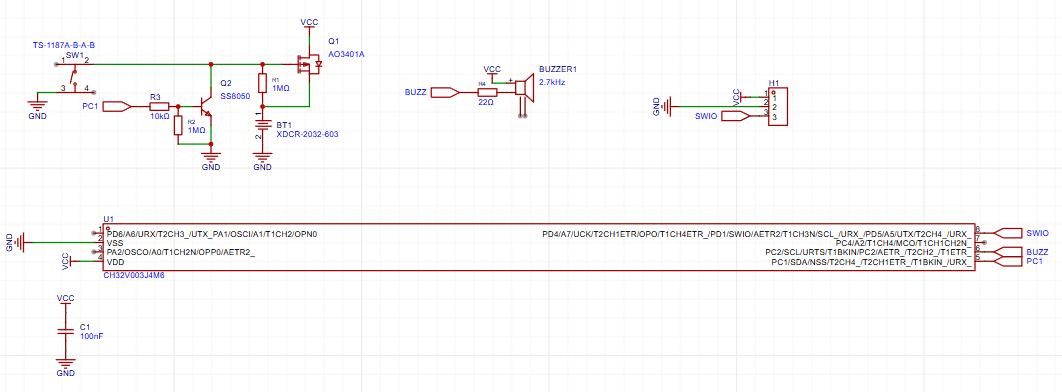 VCC
TS-1187A-B-A-B
SW1
1 2
3 4
GND
Q1
AO3401A
Q2
SS8050
R1
1MΩ
PC1
R3
10kΩ
R2
1MΩ
1
BT1
2
XDCR-2032-603
GND
GND
BUZZER1
2.7kHz
VCC
+
BUZZ
R4
22Ω
H1
GND
VCC
SWIO
1 1
2 2
3 3
U1
1 PD6/A6/URX/T2CH3_/UTX_PA1/OSCI/A1/T1CH2/OPN0
2 VSS
3 PA2/OSCO/A0/T1CH2N/OPP0/AETR2_
4 VDD
GND
VCC
CH32V003J4M6
PD4/A7/UCK/T2CH1ETR/OPO/T1CH4ETR_/PD1/SWIO/AETR2/T1CH3N/SCL_/URX_/PD5/A5/UTX/T2CH4_/URX_ 8 SWIO
PC4/A2/T1CH4/MCO/T1CH1CH2N_ 7
PC2/SCL/URTS/T1BKIN/PC2/AETR_/T2CH2_/T1ETR_ 6 BUZZ
PC1/SDA/NSS/T2CH4_/T2CH1ETR_/T1BKIN_/URX_ 5 PC1
VCC
C1
100nF
GND